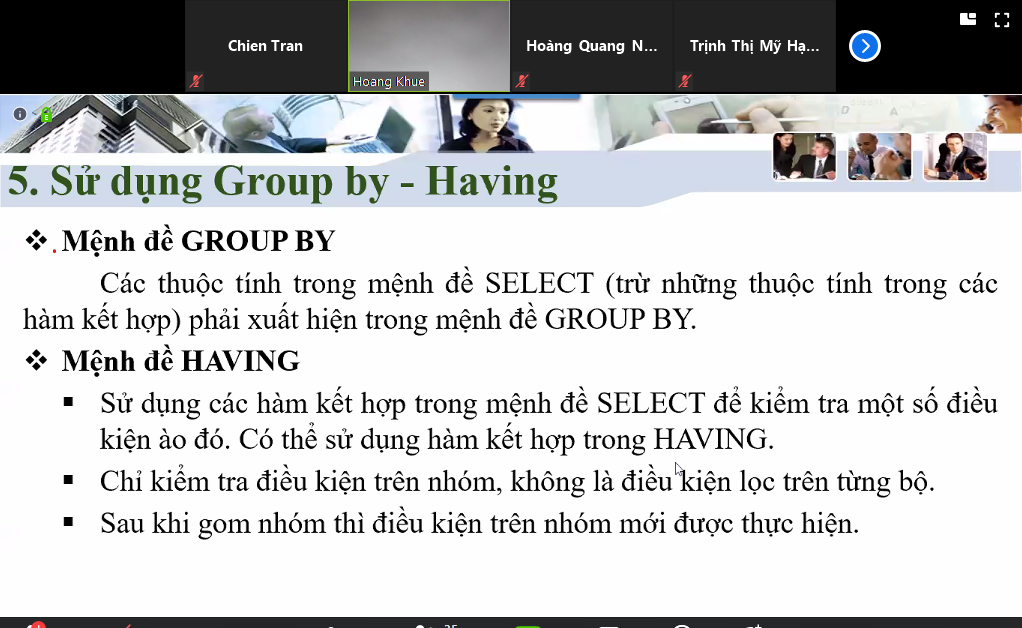 Chien Tran
Hoang Khue
Hoàng Quang N...
Trịnh Thị Mỹ Hạ...
5. Sử dụng Group by - Having
❖ Mệnh đề GROUP BY
Các thuộc tính trong mệnh đề SELECT (trừ những thuộc tính trong các
hàm kết hợp) phải xuất hiện trong mệnh đề GROUP BY.
❖ Mệnh đề HAVING
▪ Sử dụng các hàm kết hợp trong mệnh đề SELECT để kiểm tra một số điều
kiện ào đó. Có thể sử dụng hàm kết hợp trong HAVING.
▪ Chỉ kiểm tra điều kiện trên nhóm, không là điều kiện lọc trên từng bộ.
▪ Sau khi gom nhóm thì điều kiện trên nhóm mới được thực hiện.